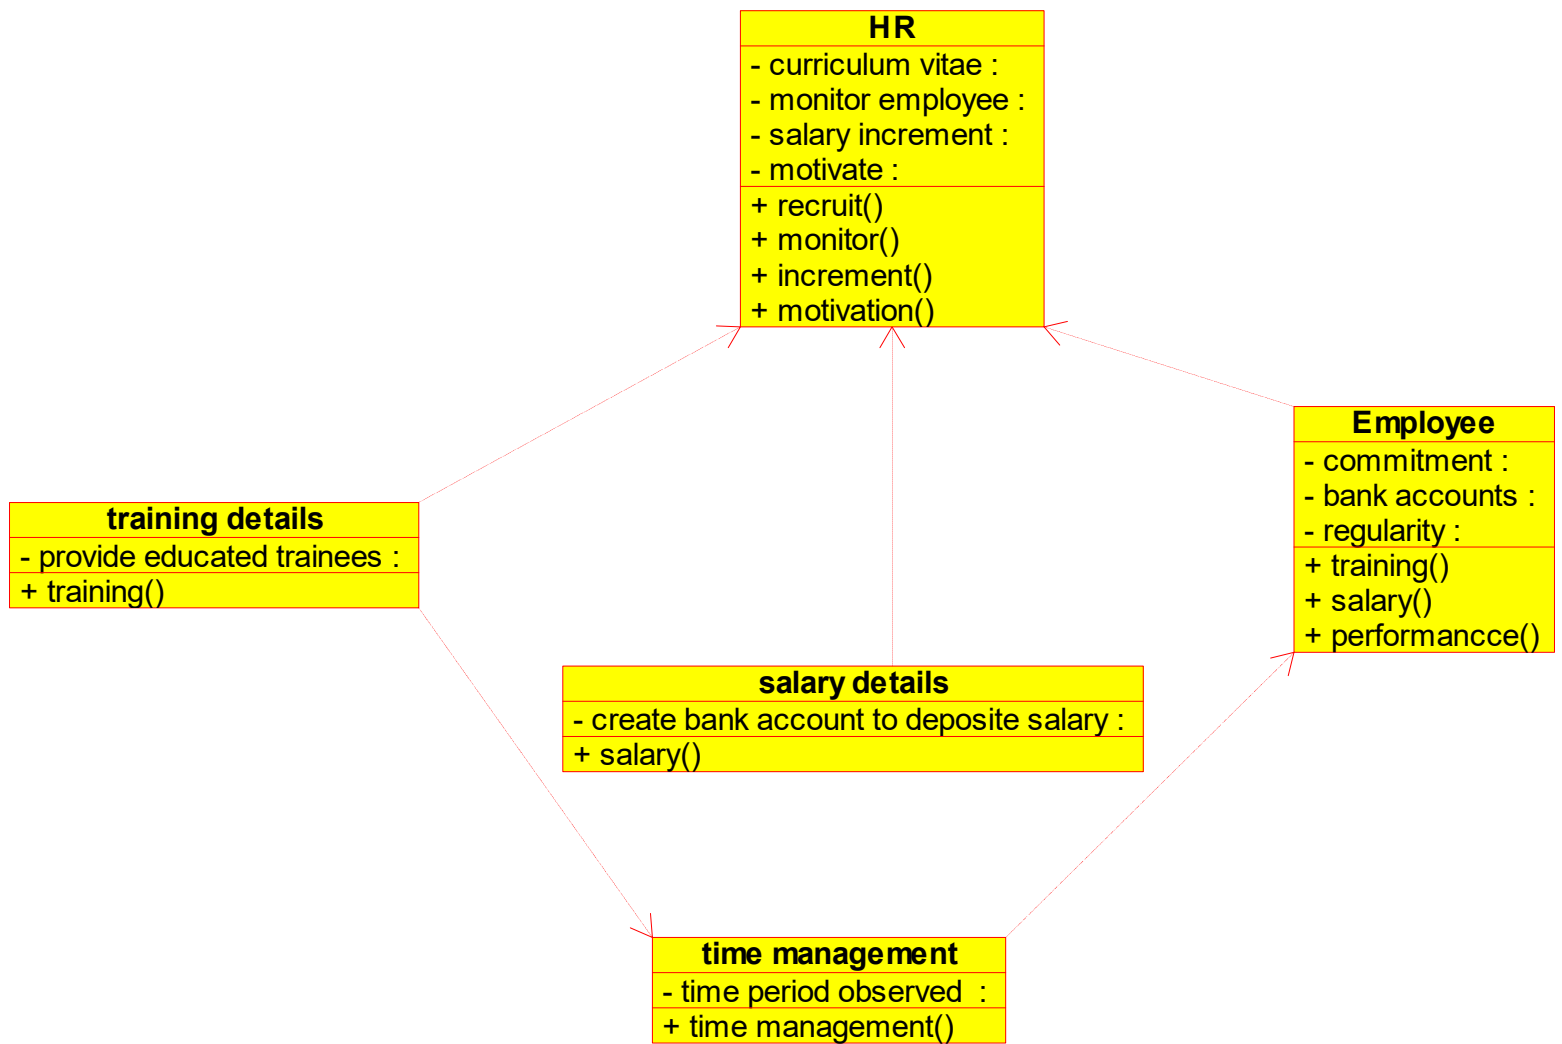 HR
- curriculum vitae :
- monitor employee :
- salary increment :
- motivate :
+ recruit()
+ monitor()
+ increment()
+ motivation()
Employee
- commitment :
- bank accounts :
- regularity :
+ training()
+ salary()
+ performancce()
training details
- provide educated trainees :
+ training()
salary details
- create bank account to deposite salary :
+ salary()
time management
- time period observed  :
+ time management()